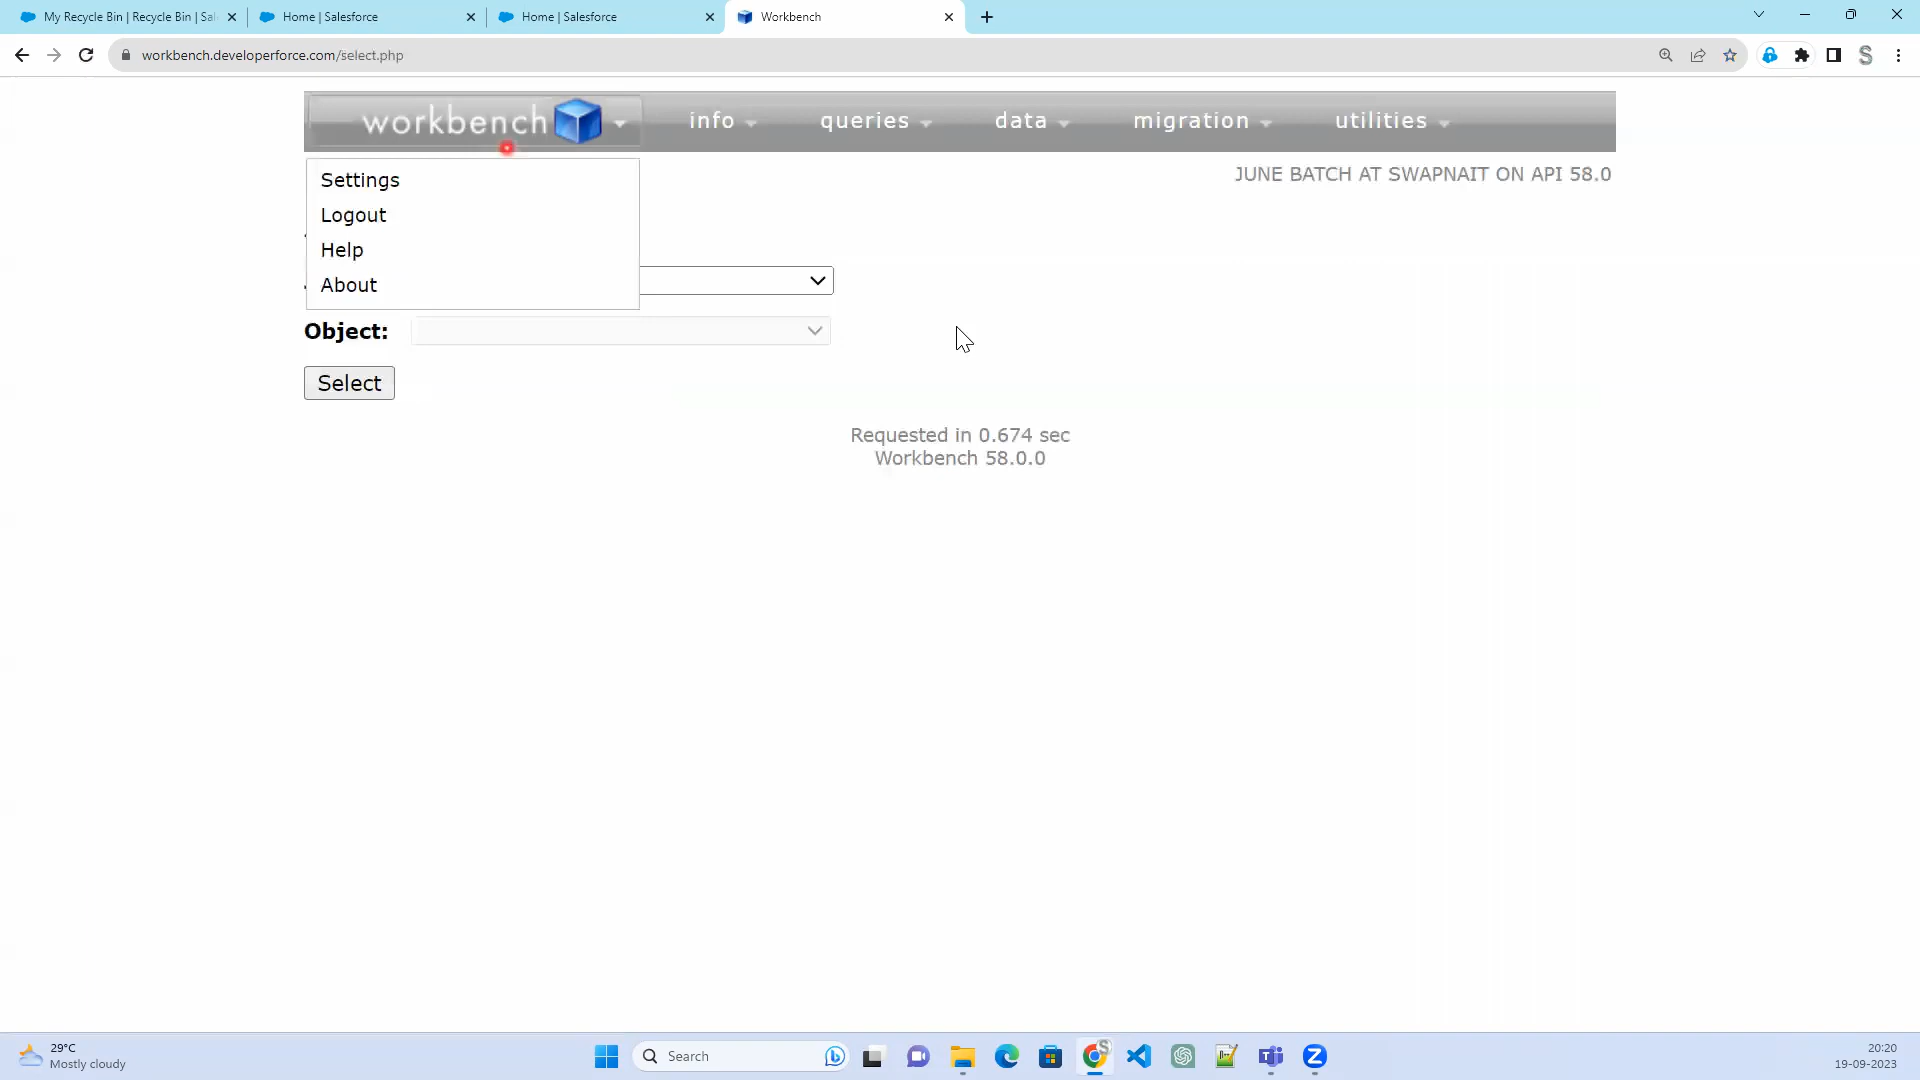 My Recycle Bin | Recycle Bin | Sal
Home | Salesforce
Home | Salesforce
Workbench
workbench.developerforce.com/select.php
workbench
info
queries
data
migration
utilities
JUNE BATCH AT SWAPNAIT ON API 58.0
Settings
Logout
Help
About
Object:
Select
Requested in 0.674 sec
Workbench 58.0.0
29°C
Mostly cloudy
Search
20:20
19-09-2023